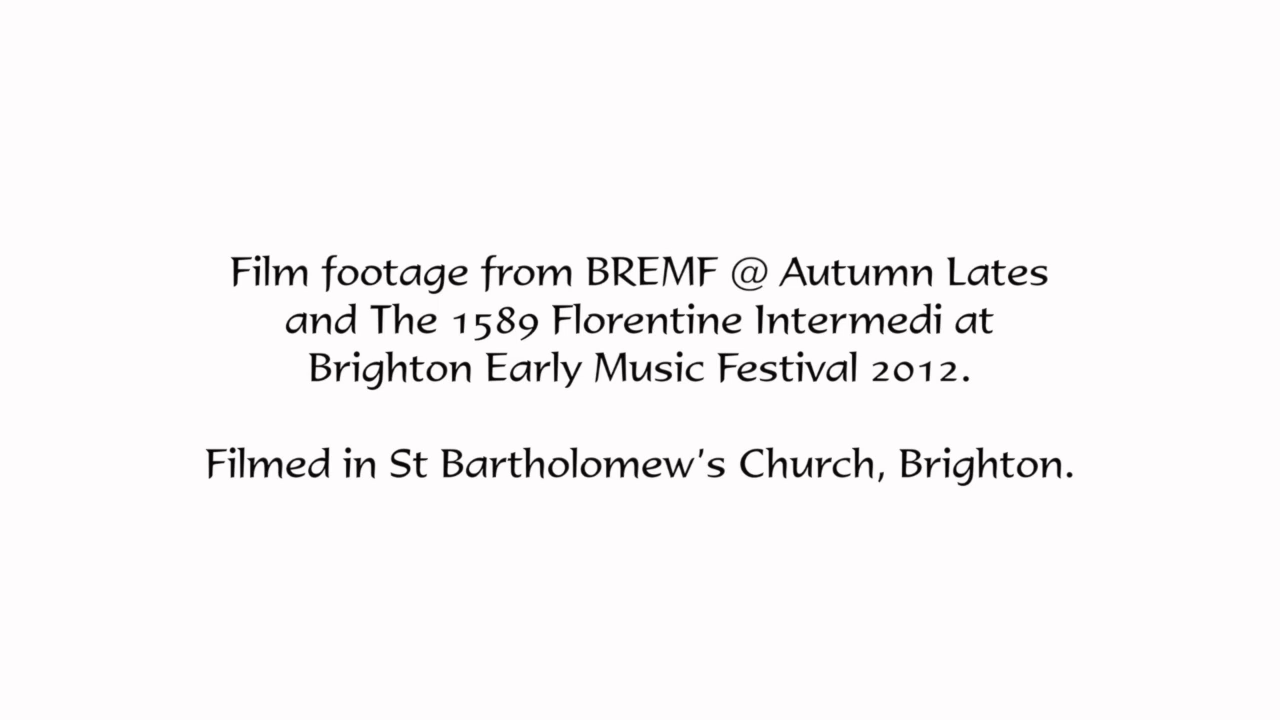 Film footage from BREMF @ Autumn Lates
and The 1589 Florentine Intermedi at
Brighton Early Music Festival 2012.
Filmed in St Bartholomew's Church, Brighton.